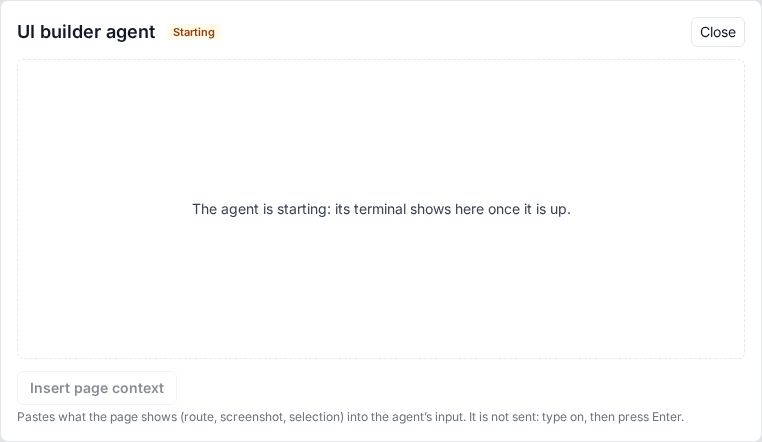 UI builder agent
Starting
Close
The agent is starting: its terminal shows here once it is up.
Insert page context
Pastes what the page shows (route, screenshot, selection) into the agent’s input. It is not sent: type on, then press Enter.